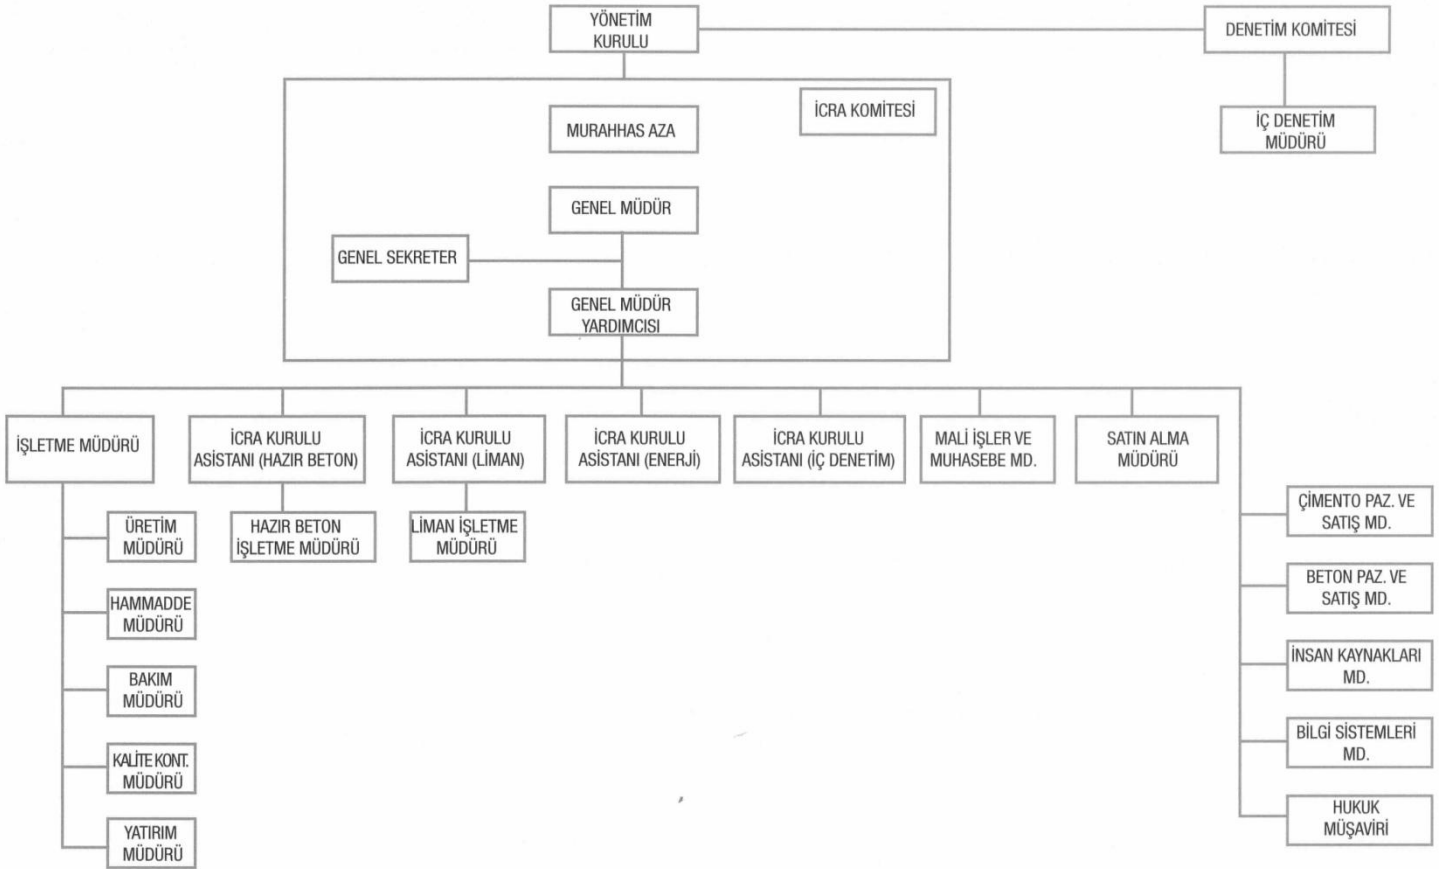 YÖNETİM
KURULU
DENETİM KOMİTESİ
İCRA KOMİTESİ
MURAHHAS AZA
İÇ DENETİM
MÜDÜRÜ
GENEL MÜDÜR
GENEL SEKRETER
GENEL MÜDÜR
YARDIMCISI
İŞLETME MÜDÜRÜ
İCRA KURULU
ASİSTANI (HAZIR BETON)
İCRA KURULU
ASİSTANI (LİMAN)
İCRA KURULU
ASİSTANI (ENERJİ)
İCRA KURULU
ASİSTANI (İÇ DENETİM)
MALİ İŞLER VE
MUHASEBE MD.
SATIN ALMA
MÜDÜRÜ
ÜRETİM
MÜDÜRÜ
HAMMADDE
MÜDÜRÜ
BAKIM
MÜDÜRÜ
KALİTE KONT.
MÜDÜRÜ
YATIRIM
MÜDÜRÜ
HAZIR BETON
İŞLETME MÜDÜRÜ
LİMAN İŞLETME
MÜDÜRÜ
ÇİMENTO PAZ. VE
SATIŞ MD.
BETON PAZ. VE
SATIŞ MD.
İNSAN KAYNAKLARI
MD.
BİLGİ SİSTEMLERİ
MD.
HUKUK
MÜŞAVİRİ